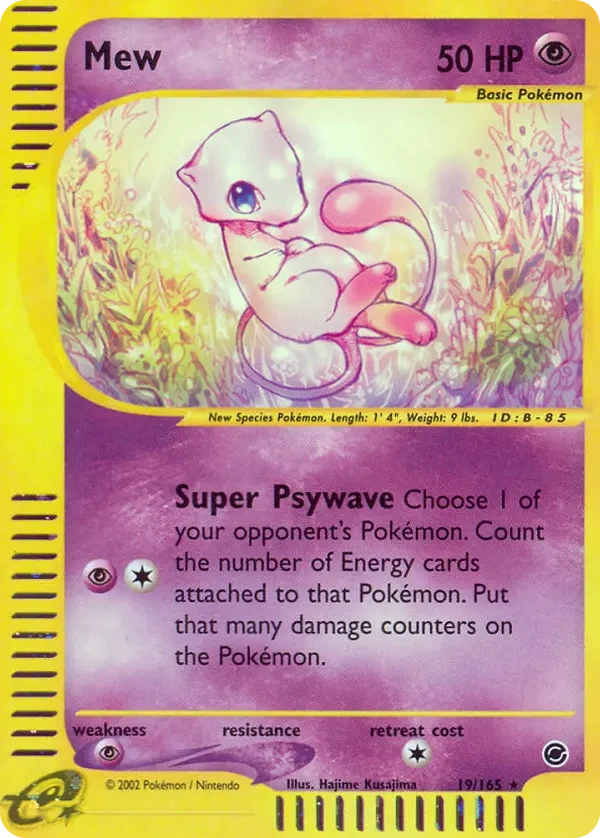 Mew 50 HP
Basic Pokémon
New Species Pokémon. Length: 1' 4", Weight: 9 lbs. ID:B-85
Super Psywave Choose 1 of
your opponent's Pokémon. Count
the number of Energy cards
attached to that Pokémon. Put
that many damage counters on
the Pokémon.
weakness resistance retreat cost
© 2002 Pokémon / Nintendo Illus. Hajime Kusajima 19/165 ★
e